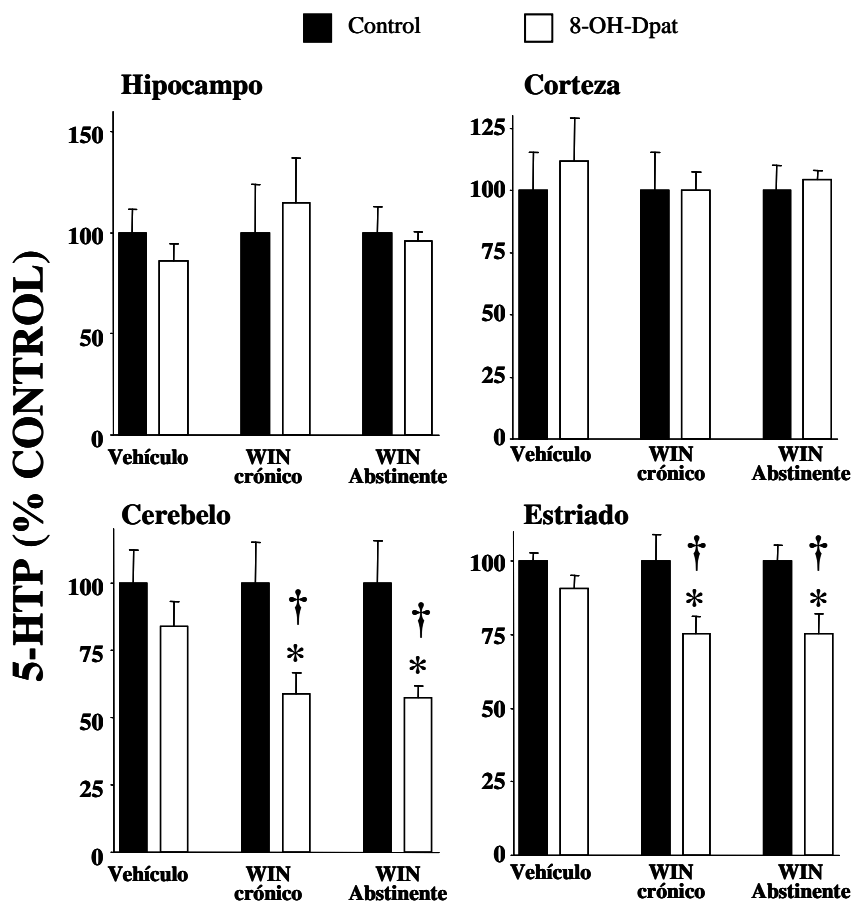 Control
8-OH-Dpat
5-HTP (% CONTROL)
Hipocampo
150
100
50
0
Vehículo
WIN
crónico
WIN
Abstinente
Corteza
125
100
75
50
25
0
Vehículo
WIN
crónico
WIN
Abstinente
Cerebelo
100
75
50
25
0
†
*
†
*
Vehículo
WIN
crónico
WIN
Abstinente
Estriado
100
75
50
25
0
†
*
†
*
Vehículo
WIN
crónico
WIN
Abstinente